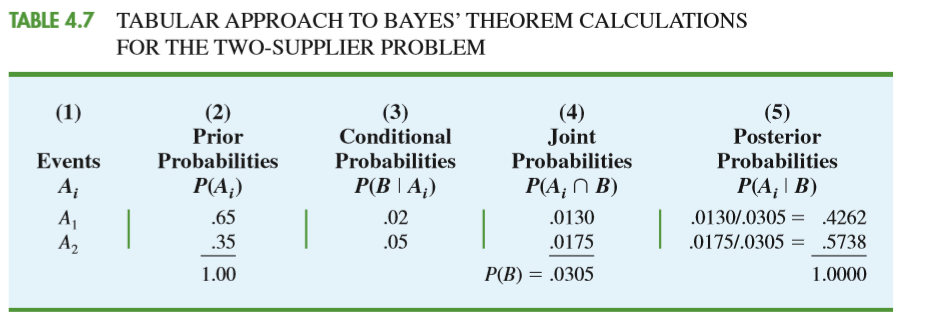 TABLE 4.7 TABULAR APPROACH TO BAYES’ THEOREM CALCULATIONS
FOR THE TWO-SUPPLIER PROBLEM
(1) (2) (3) (4) (5)
Prior Conditional Joint Posterior
Events Probabilities Probabilities Probabilities Probabilities
Aᵢ P(Aᵢ) P(B | Aᵢ) P(Aᵢ ∩ B) P(Aᵢ | B)
A₁ .65 .02 .0130 .0130/.0305 = .4262
A₂ .35 .05 .0175 .0175/.0305 = .5738
1.00 P(B) = .0305 1.0000